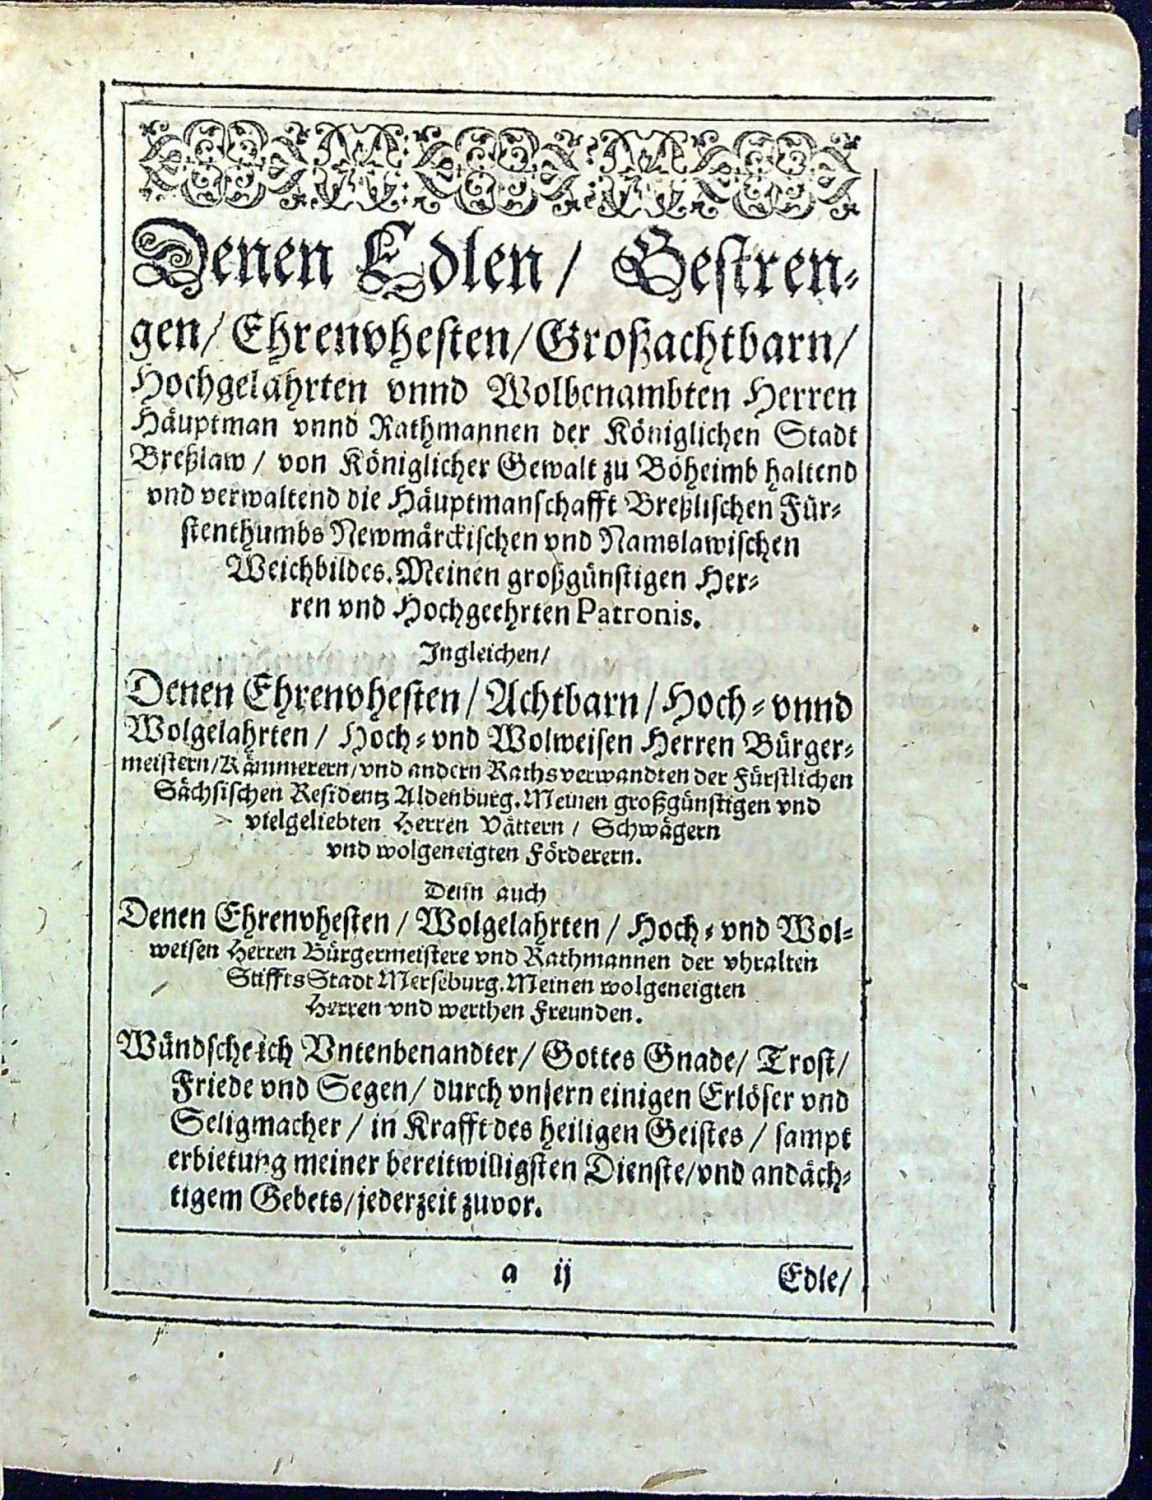 Denen Edlen / Gestren-
gen / Ehrenvhesten / Großachtbarn /
Hochgelahrten vnnd Wolbenambten Herren
Häuptman vnnd Rathmannen der Königlichen Stadt
Breßlaw / von Königlicher Gewalt zu Böheimb haltend
vnd verwaltend die Häuptmanschafft Breßlischen Für-
stenthumbs Newmärckischen vnd Namslawischen
Weichbildes. Meinen großgünstigen Her-
ren vnd Hochgeehrten Patronis.
Ingleichen /
Denen Ehrenvhesten / Achtbarn / Hoch- vnnd
Wolgelahrten / Hoch- vnd Wolweisen Herren Bürger-
meistern / Kämmerern / vnd andern Rathsverwandten der Fürstlichen
Sächsischen Residentz Aldenburg. Meinen großgünstigen vnd
vielgeliebten Herren Vättern / Schwägern
vnd wolgeneigten Förderern.
Denn auch
Denen Ehrenvhesten / Wolgelahrten / Hoch- vnd Wol-
weisen Herren Bürgermeistere vnd Rathmannen der vhralten
StifftsStadt Merseburg. Meinen wolgeneigten
Herren vnd werthen Freunden.
Wündsche ich Vntenbenandter / Gottes Gnade / Trost /
Friede vnd Segen / durch vnsern einigen Erlöser vnd
Seligmacher / in Krafft des heiligen Geistes / sampt
erbietung meiner bereitwilligsten Dienste / vnd andäch-
tigem Gebets / jederzeit zuvor.
a ij Edle /